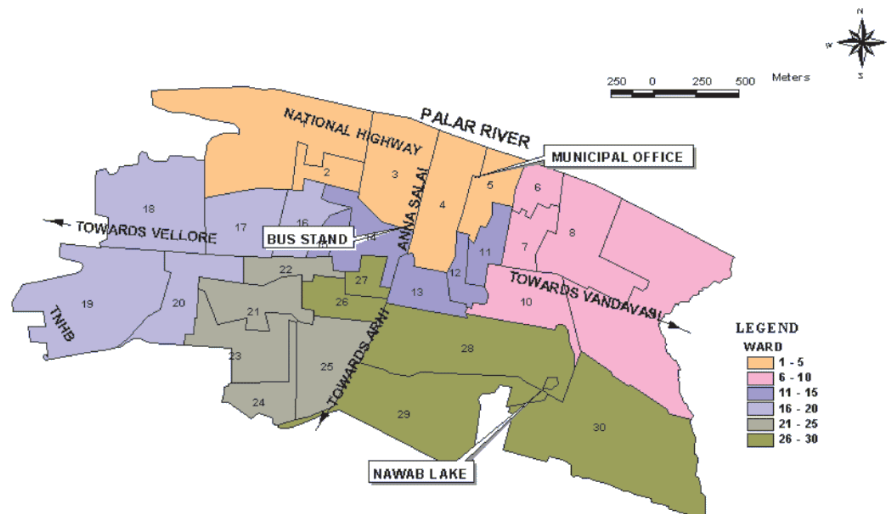 N
W
S
250 0 250 500 Meters
PALAR RIVER
NATIONAL HIGHWAY
1
MUNICIPAL OFFICE
2
3
ANNA SALAI
4
5
6
18
17
16
15
14
BUS STAND
TOWARDS VELLORE
11
12
7
8
22
27
13
10
TOWARDS VANDAVASI
19
TNHB
20
21
26
28
23
25
TOWARDS ARNI
24
29
30
NAWAB LAKE
LEGEND
WARD
1 - 5
6 - 10
11 - 15
16 - 20
21 - 25
26 - 30